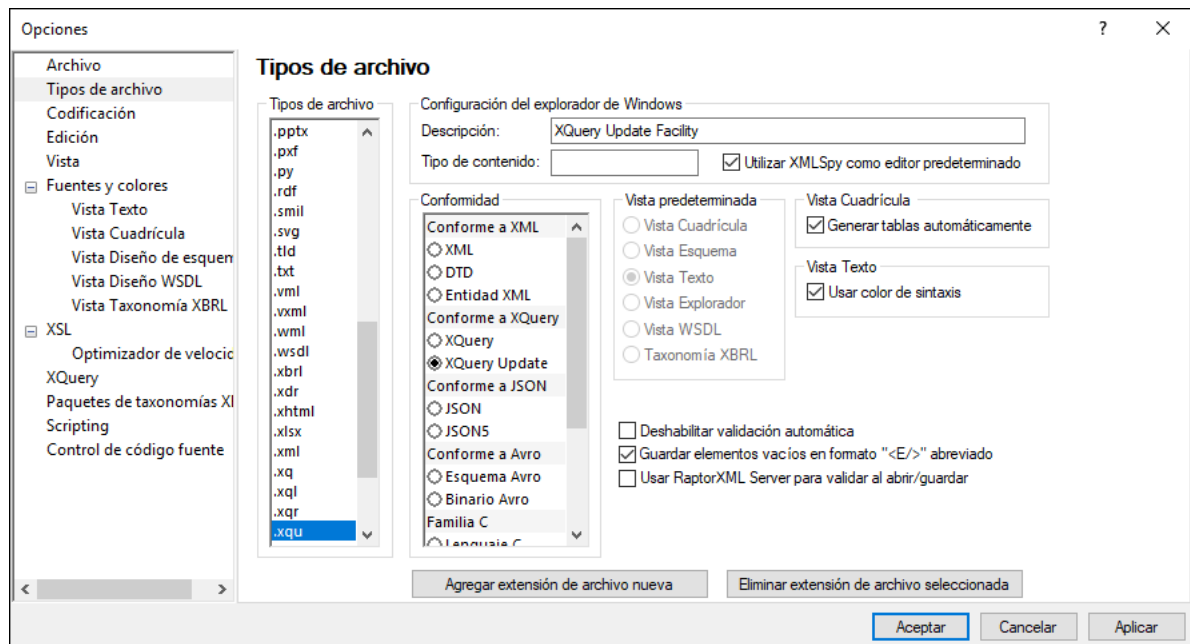 Opciones
?
Archivo
Tipos de archivo
Codificación
Edición
Vista
Fuentes y colores
Vista Texto
Vista Cuadrícula
Vista Diseño de esquem
Vista Diseño WSDL
Vista Taxonomía XBRL
XSL
Optimizador de velocid
XQuery
Paquetes de taxonomías XI
Scripting
Control de código fuente
Tipos de archivo
Tipos de archivo
.pptx
.pxf
.py
.rdf
.smil
.svg
.tld
.txt
.vml
.vxml
.wml
.wsdl
.xbrl
.xdr
.xhtml
.xlsx
.xml
.xq
.xql
.xqr
.xqu
Configuración del explorador de Windows
Descripción: XQuery Update Facility
Tipo de contenido: Utilizar XMLSpy como editor predeterminado
Conformidad
Conforme a XML
XML
DTD
Entidad XML
Conforme a XQuery
XQuery
XQuery Update
Conforme a JSON
JSON
JSON5
Conforme a Avro
Esquema Avro
Binario Avro
Familia C
Lenguaje C
Vista predeterminada
Vista Cuadrícula
Vista Esquema
Vista Texto
Vista Explorador
Vista WSDL
Taxonomía XBRL
Vista Cuadrícula
Generar tablas automáticamente
Vista Texto
Usar color de sintaxis
Deshabilitar validación automática
Guardar elementos vacíos en formato "<E/>" abreviado
Usar RaptorXML Server para validar al abrir/guardar
Agregar extensión de archivo nueva
Eliminar extensión de archivo seleccionada
Aceptar
Cancelar
Aplicar